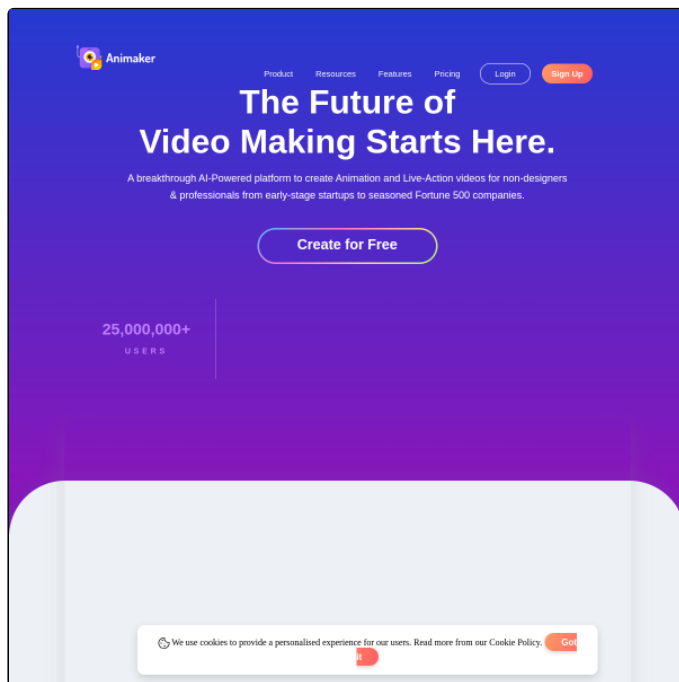 Animaker
Product Resources Features Pricing Login Sign Up
The Future of
Video Making Starts Here.
A breakthrough AI-Powered platform to create Animation and Live-Action videos for non-designers
& professionals from early-stage startups to seasoned Fortune 500 companies.
Create for Free
25,000,000+
USERS
We use cookies to provide a personalised experience for our users. Read more from our Cookie Policy. Got
it